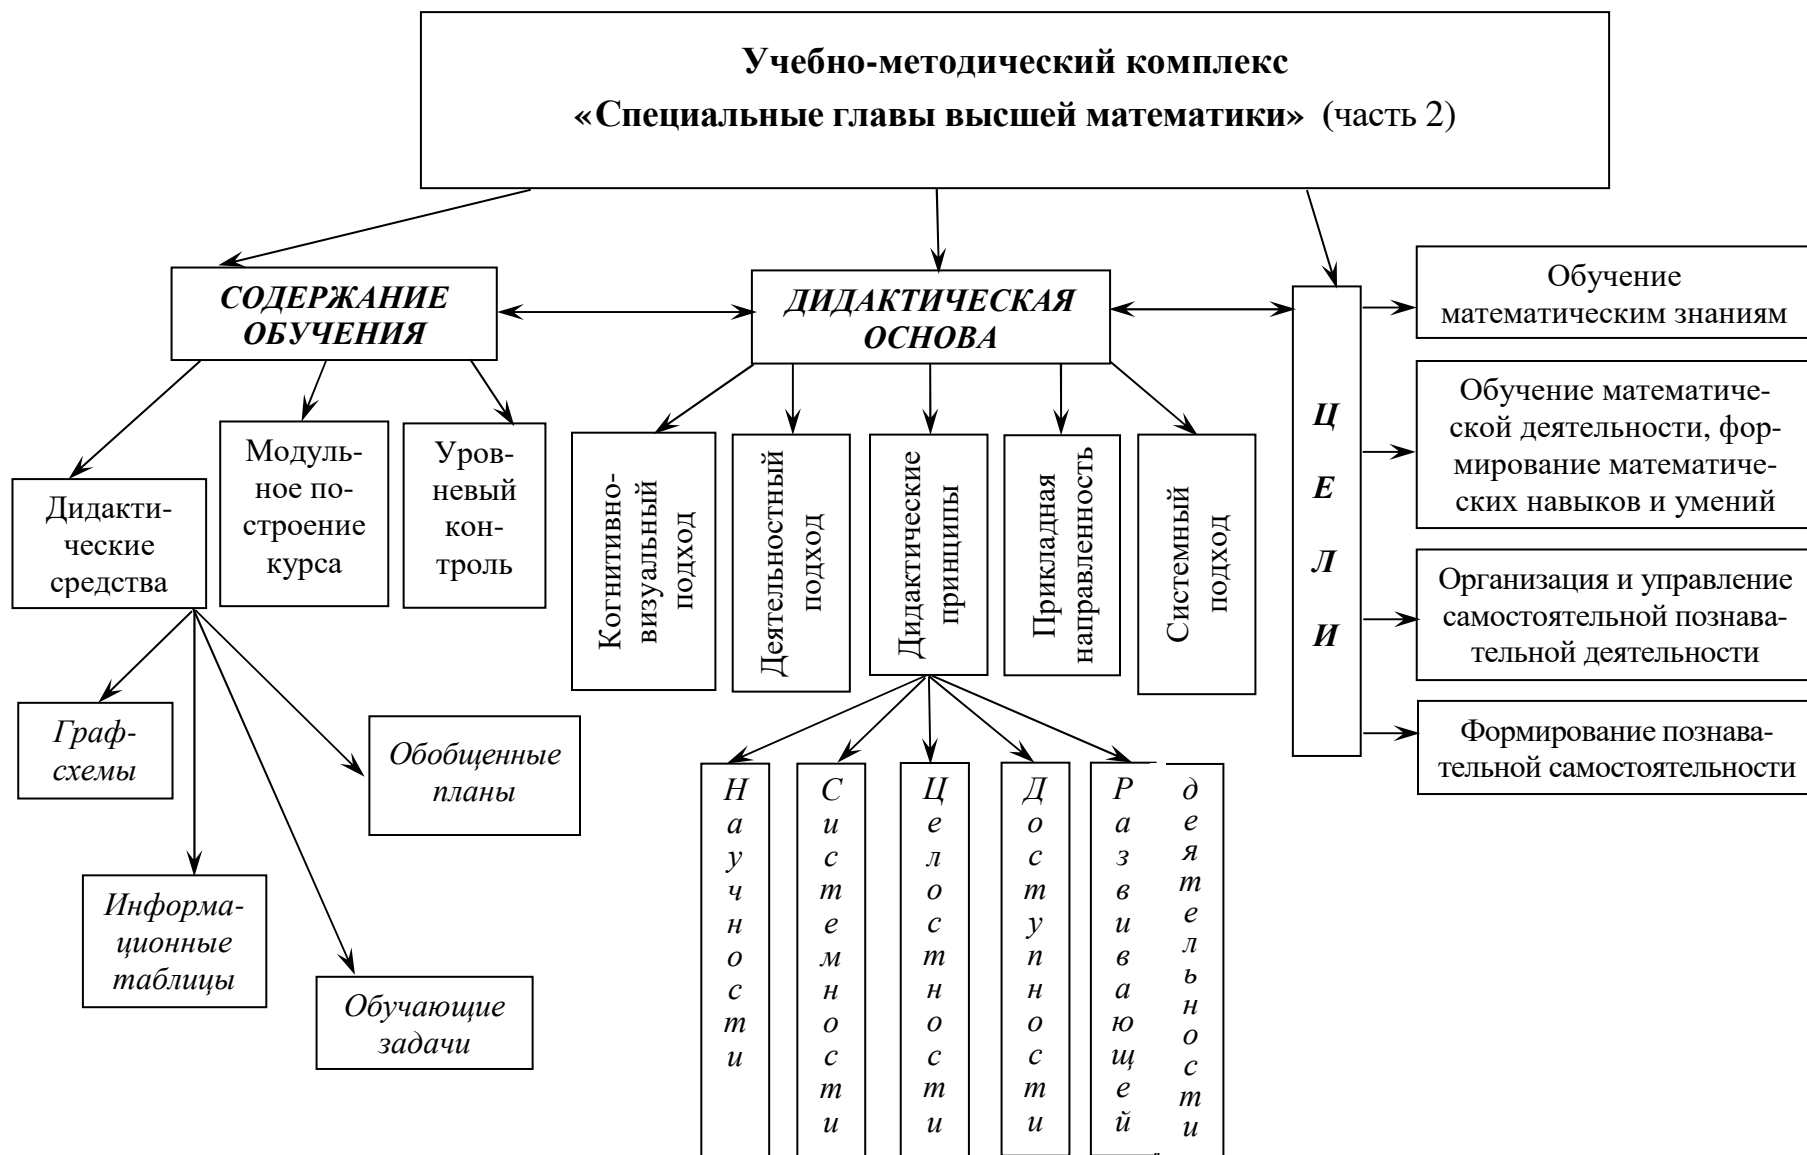 Учебно-методический комплекс
«Специальные главы высшей математики» (часть 2)
СОДЕРЖАНИЕ
ОБУЧЕНИЯ
ДИДАКТИЧЕСКАЯ
ОСНОВА
ЦЕЛИ
Обучение
математическим знаниям
Обучение математиче-
ской деятельности, фор-
мирование математиче-
ских навыков и умений
Организация и управление
самостоятельной познава-
тельной деятельности
Формирование познава-
тельной самостоятельности
Дидакти-
ческие
средства
Модуль-
ное по-
строение
курса
Уров-
невый
кон-
троль
Когнитивно-
визуальный
подход
Деятельностный
подход
Дидактические
принципы
Прикладная
направленность
Системный
подход
Граф-
схемы
Информа-
ционные
таблицы
Обучающие
задачи
Обобщенные
планы
Научности
Системности
Целостности
Доступности
Развивающей
деятельности